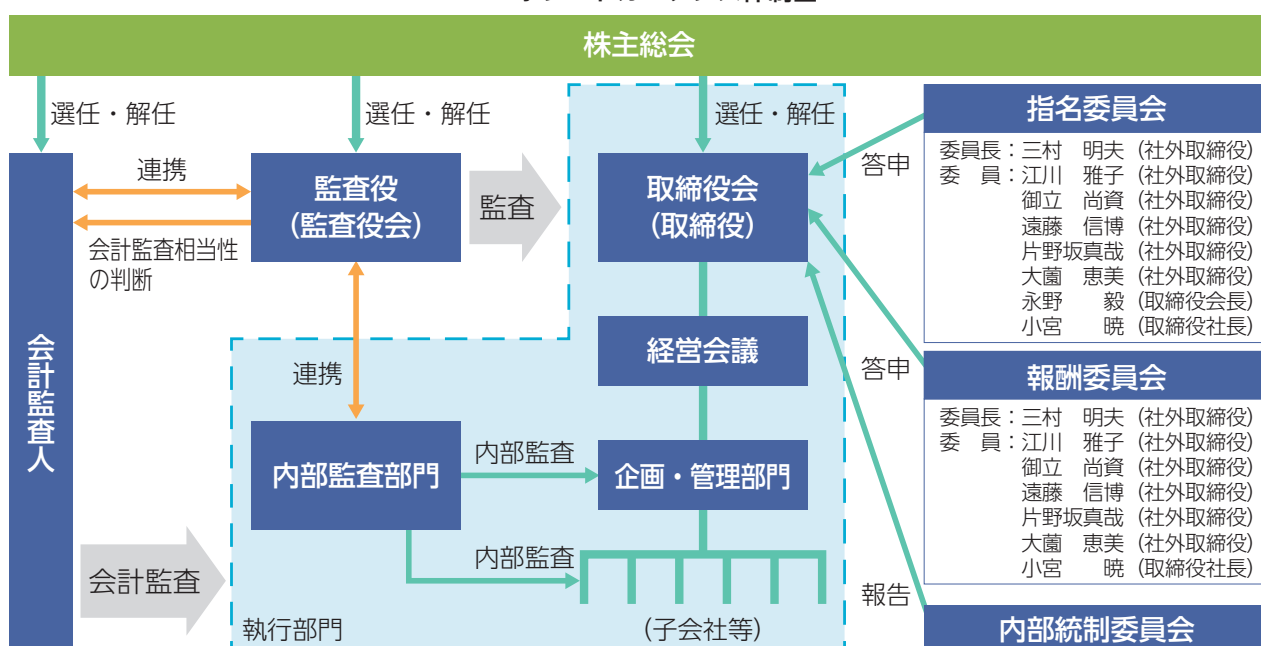 株主総会
選任・解任
選任・解任
選任・解任
会計監査人
連携
会計監査相当性
の判断
監査役
(監査役会)
監査
取締役会
(取締役)
連携
経営会議
内部監査部門
内部監査
企画・管理部門
内部監査
会計監査
執行部門
(子会社等)
答申
指名委員会
委員長：三村　明夫 (社外取締役)
委　員：江川　雅子 (社外取締役)
御立　尚資 (社外取締役)
遠藤　信博 (社外取締役)
片野坂真哉 (社外取締役)
大薗　恵美 (社外取締役)
永野　　毅 (取締役会長)
小宮　　暁 (取締役社長)
答申
報酬委員会
委員長：三村　明夫 (社外取締役)
委　員：江川　雅子 (社外取締役)
御立　尚資 (社外取締役)
遠藤　信博 (社外取締役)
片野坂真哉 (社外取締役)
大薗　恵美 (社外取締役)
小宮　　暁 (取締役社長)
報告
内部統制委員会